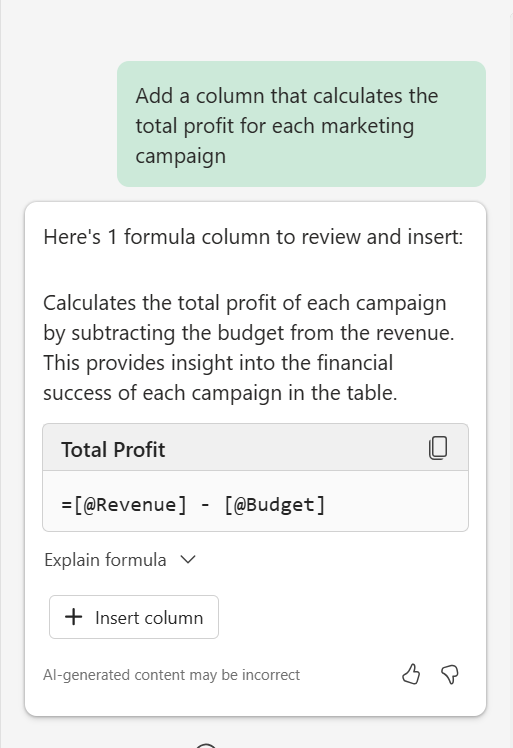 Add a column that calculates the
total profit for each marketing
campaign
Here's 1 formula column to review and insert:
Calculates the total profit of each campaign
by subtracting the budget from the revenue.
This provides insight into the financial
success of each campaign in the table.
Total Profit
=[@Revenue] - [@Budget]
Explain formula
Insert column
AI-generated content may be incorrect